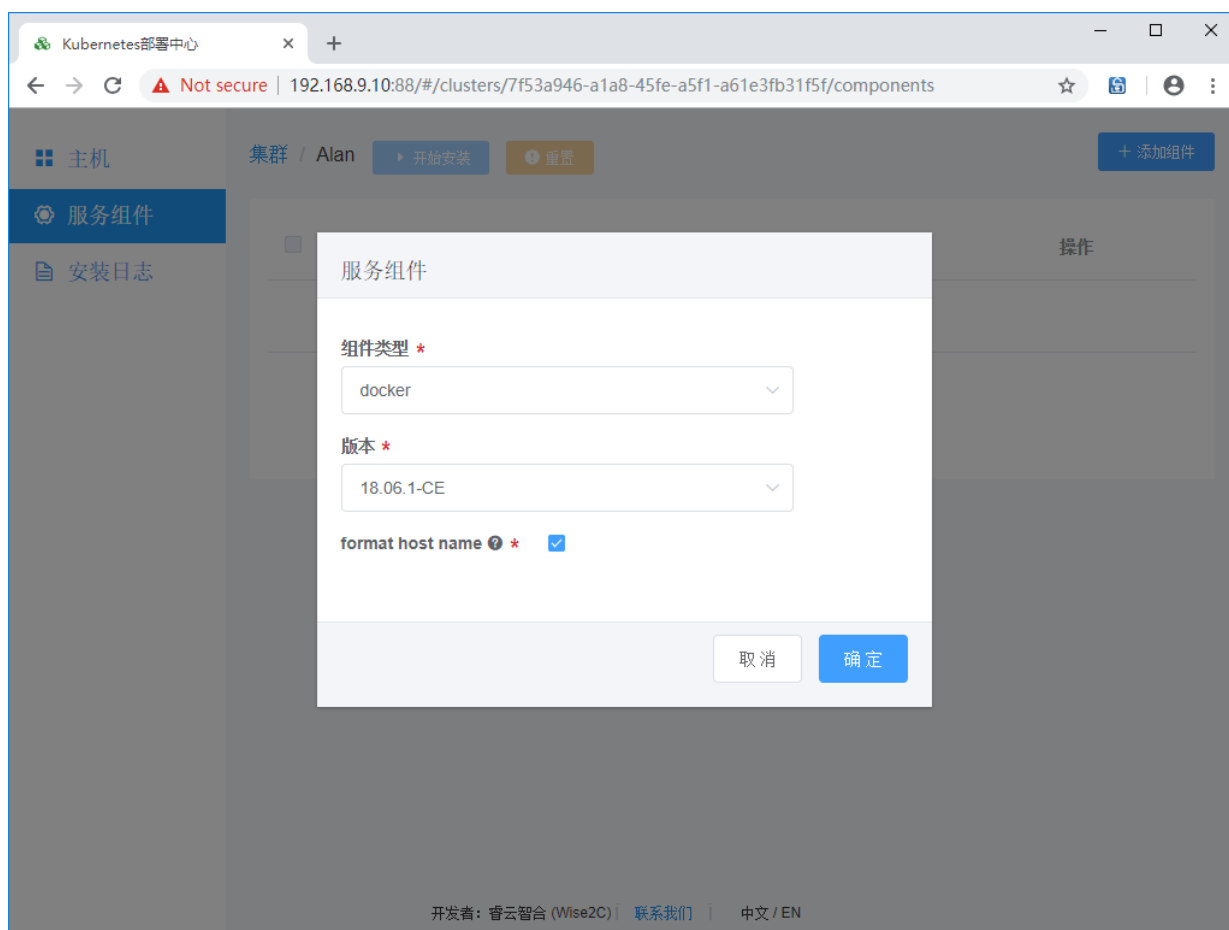 Kubernetes部署中心
Not secure | 192.168.9.10:88/#/clusters/7f53a946-a1a8-45fe-a5f1-a61e3fb31f5f/components
主机
集群 / Alan
开始安装
重置
+ 添加组件
服务组件
操作
安装日志
服务组件
组件类型 *
docker
版本 *
18.06.1-CE
format host name *
取消
确定
开发者：睿云智合 (Wise2C) | 联系我们 | 中文 / EN